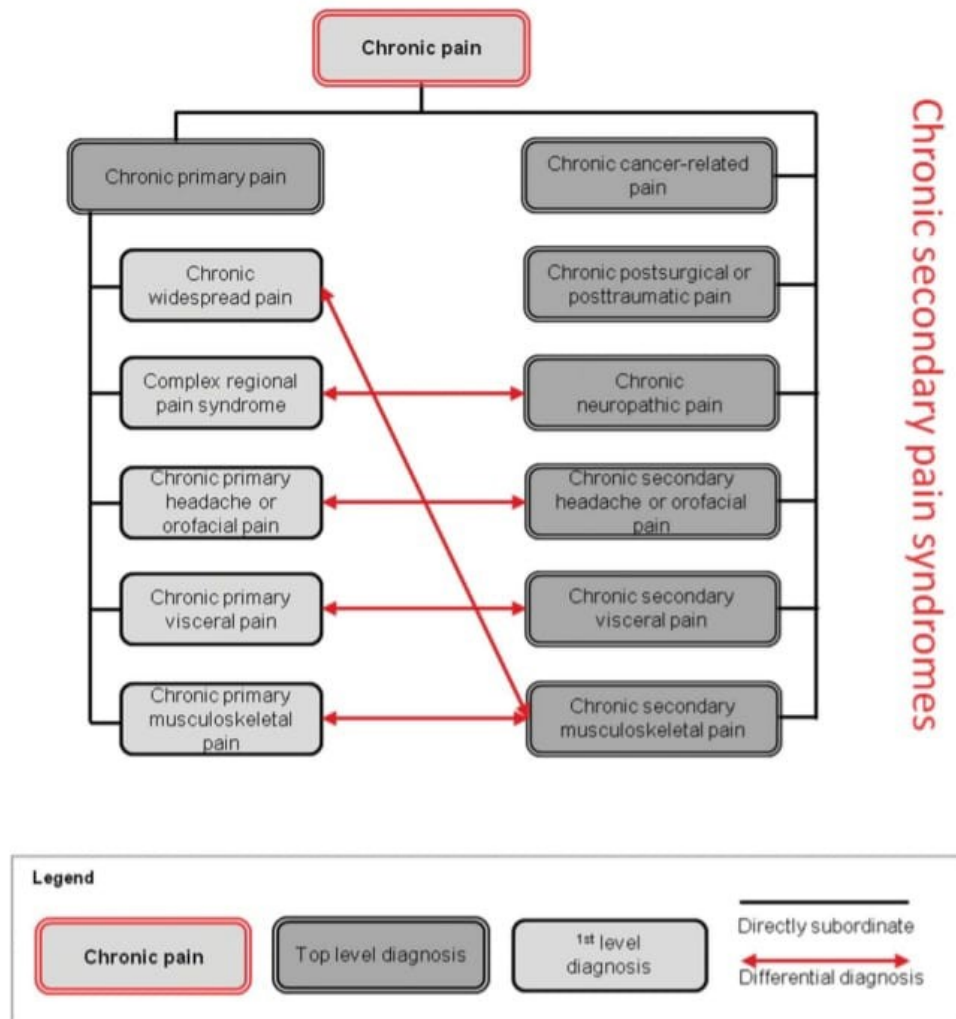 Chronic pain
Chronic primary pain
Chronic
widespread pain
Complex regional
pain syndrome
Chronic primary
headache or
orofacial pain
Chronic primary
visceral pain
Chronic primary
musculoskeletal
pain
Chronic cancer-related
pain
Chronic postsurgical or
posttraumatic pain
Chronic
neuropathic pain
Chronic secondary
headache or orofacial
pain
Chronic secondary
visceral pain
Chronic secondary
musculoskeletal pain
Chronic secondary pain syndromes
Legend
Chronic pain
Top level diagnosis
1st level
diagnosis
Directly subordinate
Differential diagnosis